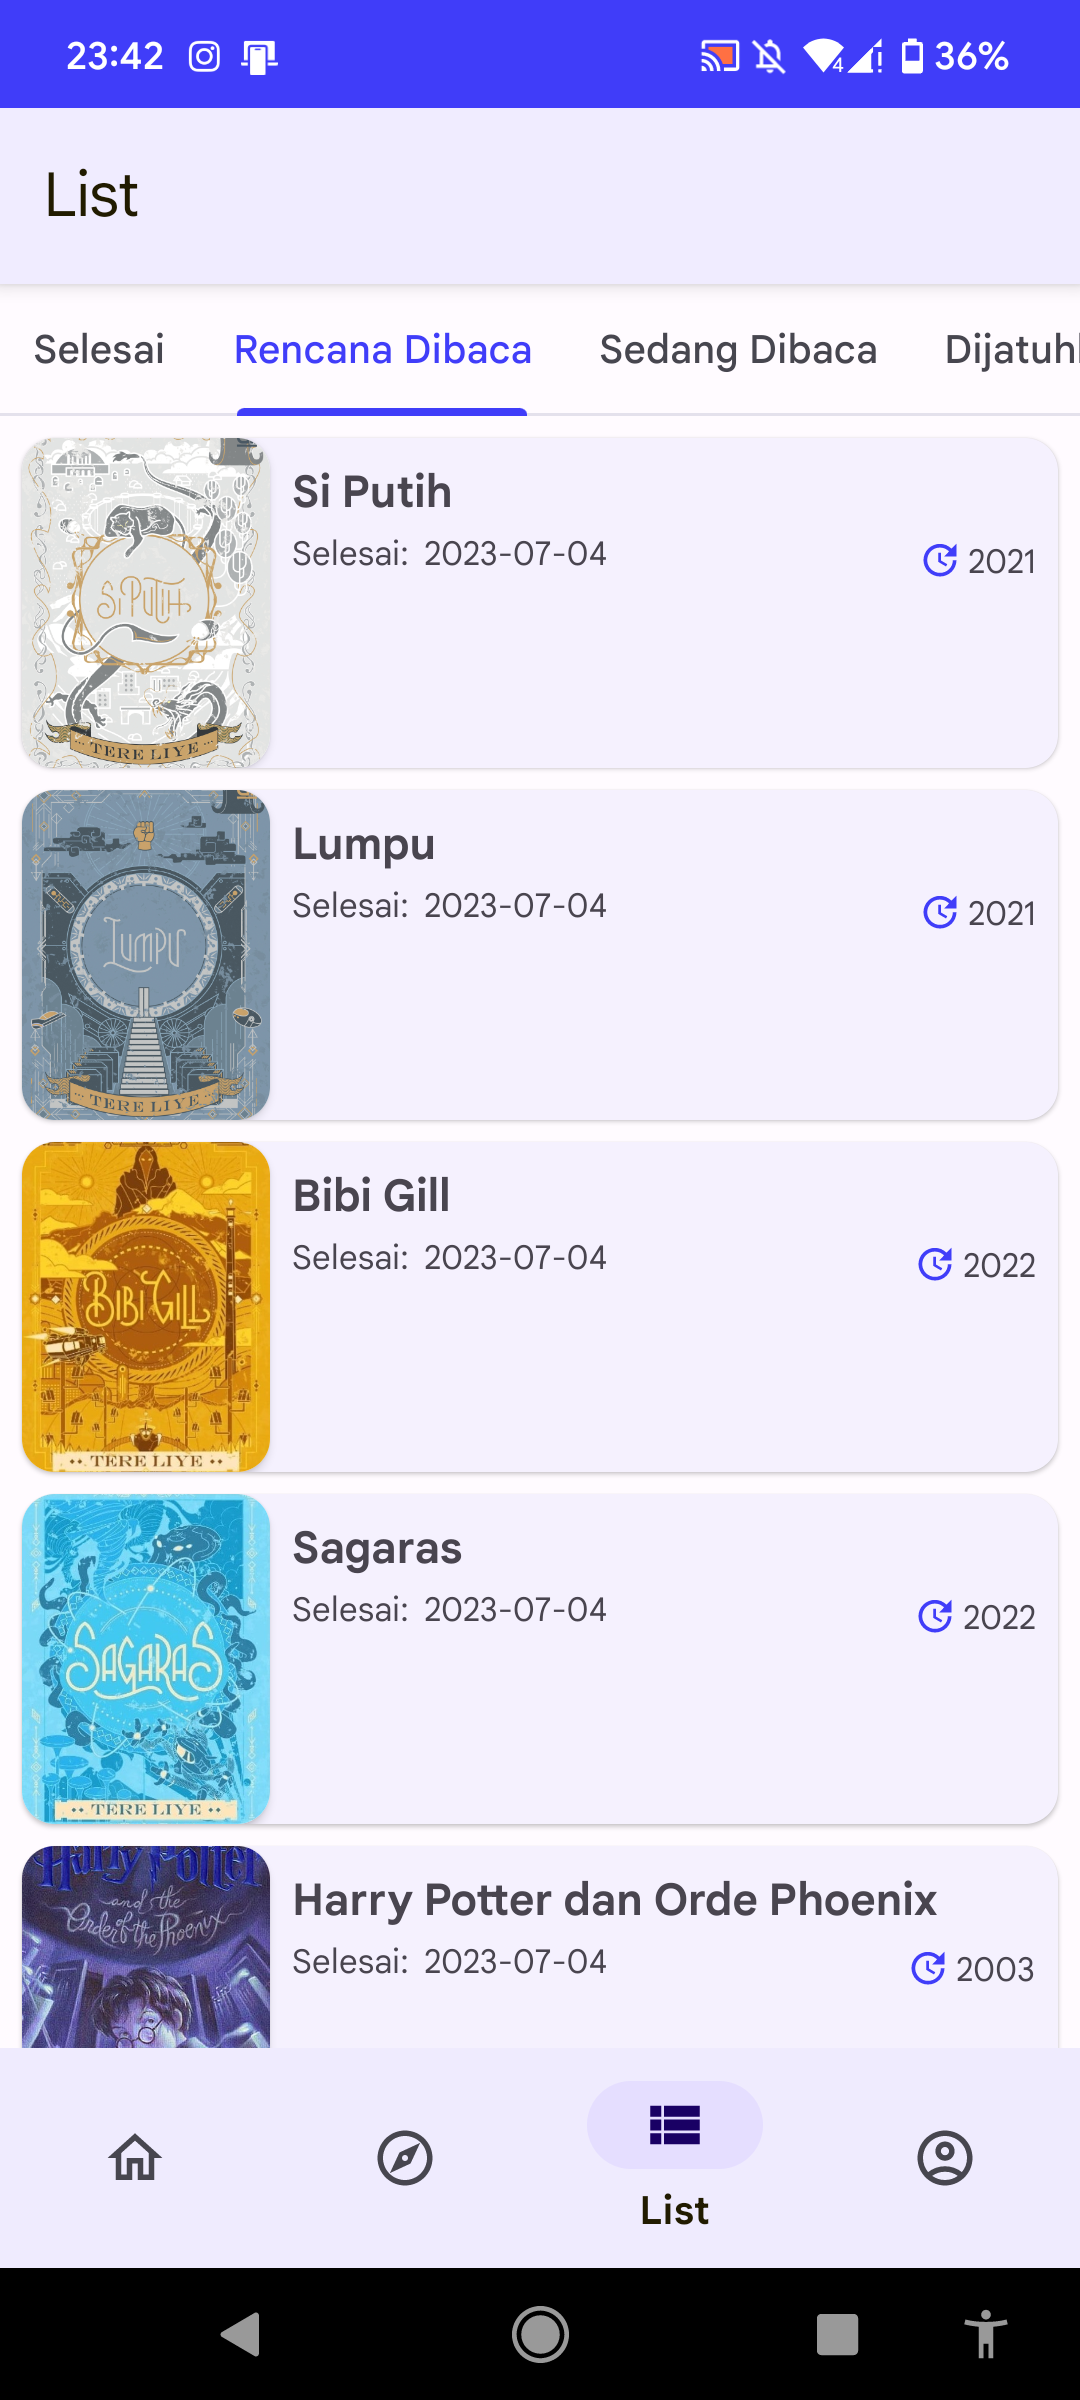 23:42
4
36%
List
Selesai
Rencana Dibaca
Sedang Dibaca
Dijatuh
SI PUTIH
TERE LIYE
Si Putih
Selesai: 2023-07-04
2021
LUMPU
TERE LIYE
Lumpu
Selesai: 2023-07-04
2021
BIBI GILL
TERE LIYE
Bibi Gill
Selesai: 2023-07-04
2022
SAGARAS
TERE LIYE
Sagaras
Selesai: 2023-07-04
2022
Harry Potter
and the
Order of the Phoenix
Harry Potter dan Orde Phoenix
Selesai: 2023-07-04
2003
List